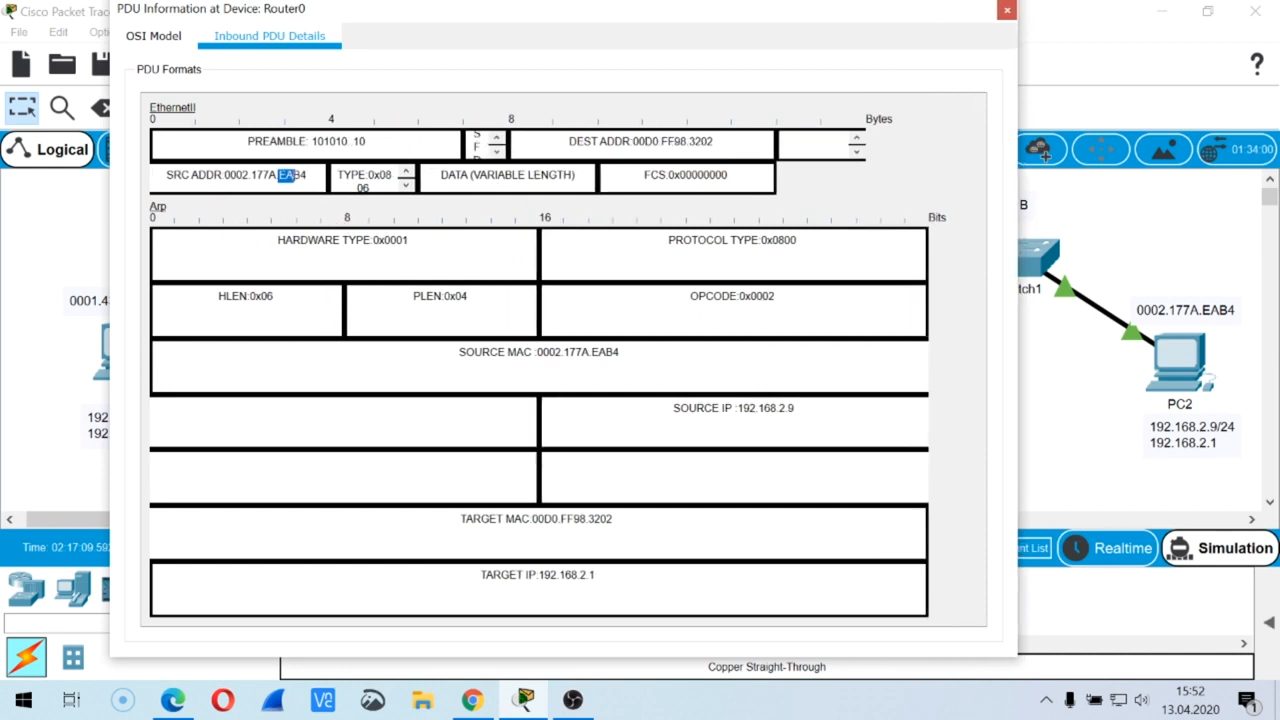 Cisco Packet Trac
PDU Information at Device: Router0
File Edit Opti
OSI Model Inbound PDU Details
PDU Formats
EthernetII
0 4 8 Bytes
PREAMBLE: 101010..10 S F D DEST ADDR:00D0.FF98.3202
SRC ADDR:0002.177A.EAB4 TYPE:0x08 06 DATA (VARIABLE LENGTH) FCS:0x00000000
Arp
0 8 16 Bits
HARDWARE TYPE:0x0001 PROTOCOL TYPE:0x0800
HLEN:0x06 PLEN:0x04 OPCODE:0x0002
SOURCE MAC :0002.177A.EAB4
SOURCE IP :192.168.2.9
TARGET MAC:00D0.FF98.3202
TARGET IP:192.168.2.1
?
Logical
01:34:00
B
tch1
0002.177A.EAB4
PC2
192.168.2.9/24
192.168.2.1
0001.4
192
192
Time: 02:17:09.592
nt List Realtime Simulation
Copper Straight-Through
15:52
13.04.2020
1